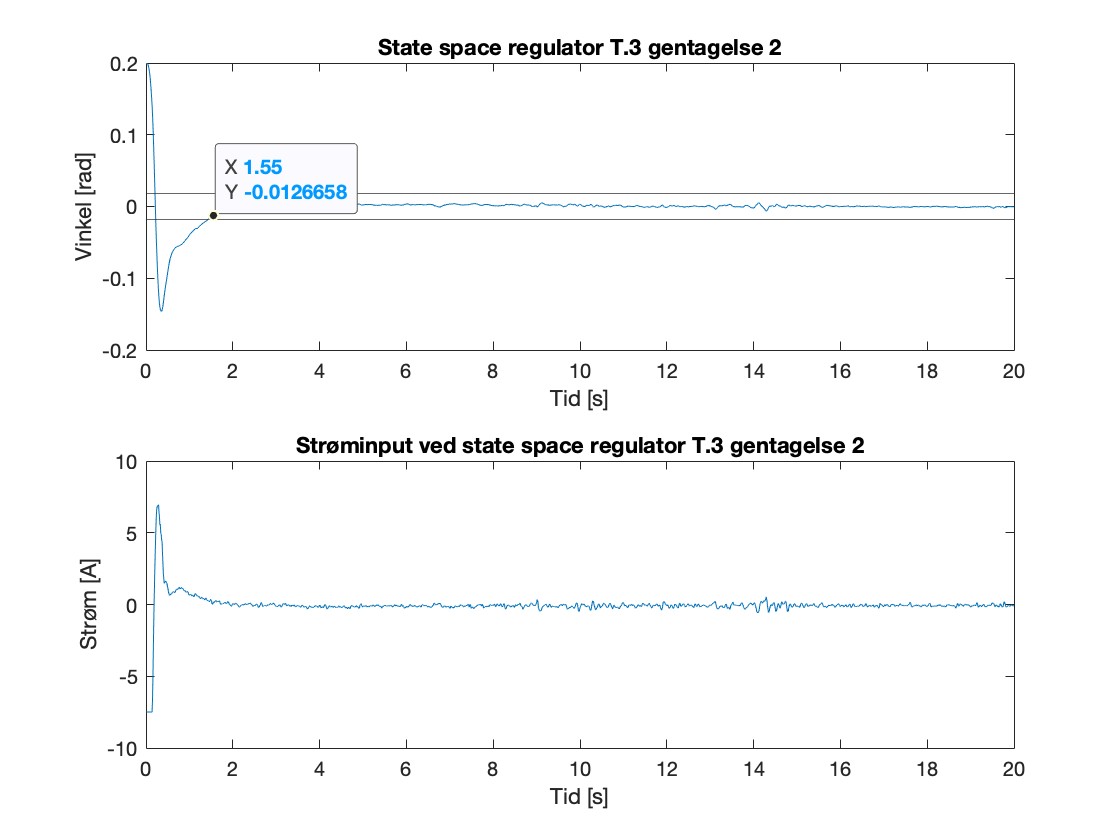 State space regulator T.3 gentagelse 2
0.2
0.1
0
-0.1
-0.2
Vinkel [rad]
X 1.55
Y -0.0126658
0 2 4 6 8 10 12 14 16 18 20
Tid [s]
Strøminput ved state space regulator T.3 gentagelse 2
10
5
0
-5
-10
Strøm [A]
0 2 4 6 8 10 12 14 16 18 20
Tid [s]